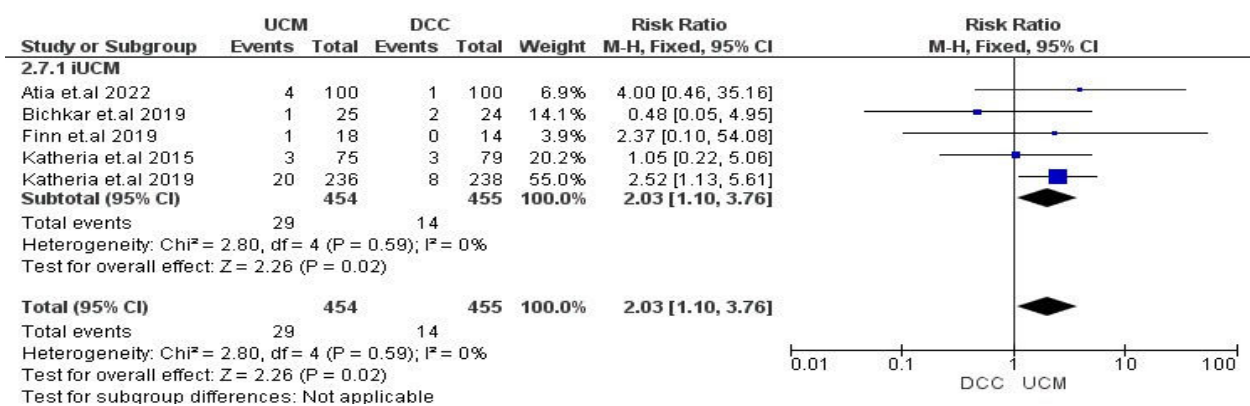 UCM DCC Risk Ratio Risk Ratio
Study or Subgroup Events Total Events Total Weight M-H, Fixed, 95% CI M-H, Fixed, 95% CI
2.7.1 iUCM
Atia et.al 2022 4 100 1 100 6.9% 4.00 [0.46, 35.16]
Bichkar et.al 2019 1 25 2 24 14.1% 0.48 [0.05, 4.95]
Finn et.al 2019 1 18 0 14 3.9% 2.37 [0.10, 54.08]
Katheria et.al 2015 3 75 3 79 20.2% 1.05 [0.22, 5.06]
Katheria et.al 2019 20 236 8 238 55.0% 2.52 [1.13, 5.61]
Subtotal (95% CI) 454 455 100.0% 2.03 [1.10, 3.76]
Total events 29 14
Heterogeneity: Chi² = 2.80, df = 4 (P = 0.59); I² = 0%
Test for overall effect: Z = 2.26 (P = 0.02)
Total (95% CI) 454 455 100.0% 2.03 [1.10, 3.76]
Total events 29 14
Heterogeneity: Chi² = 2.80, df = 4 (P = 0.59); I² = 0%
Test for overall effect: Z = 2.26 (P = 0.02)
Test for subgroup differences: Not applicable
0.01 0.1 1 10 100
DCC UCM